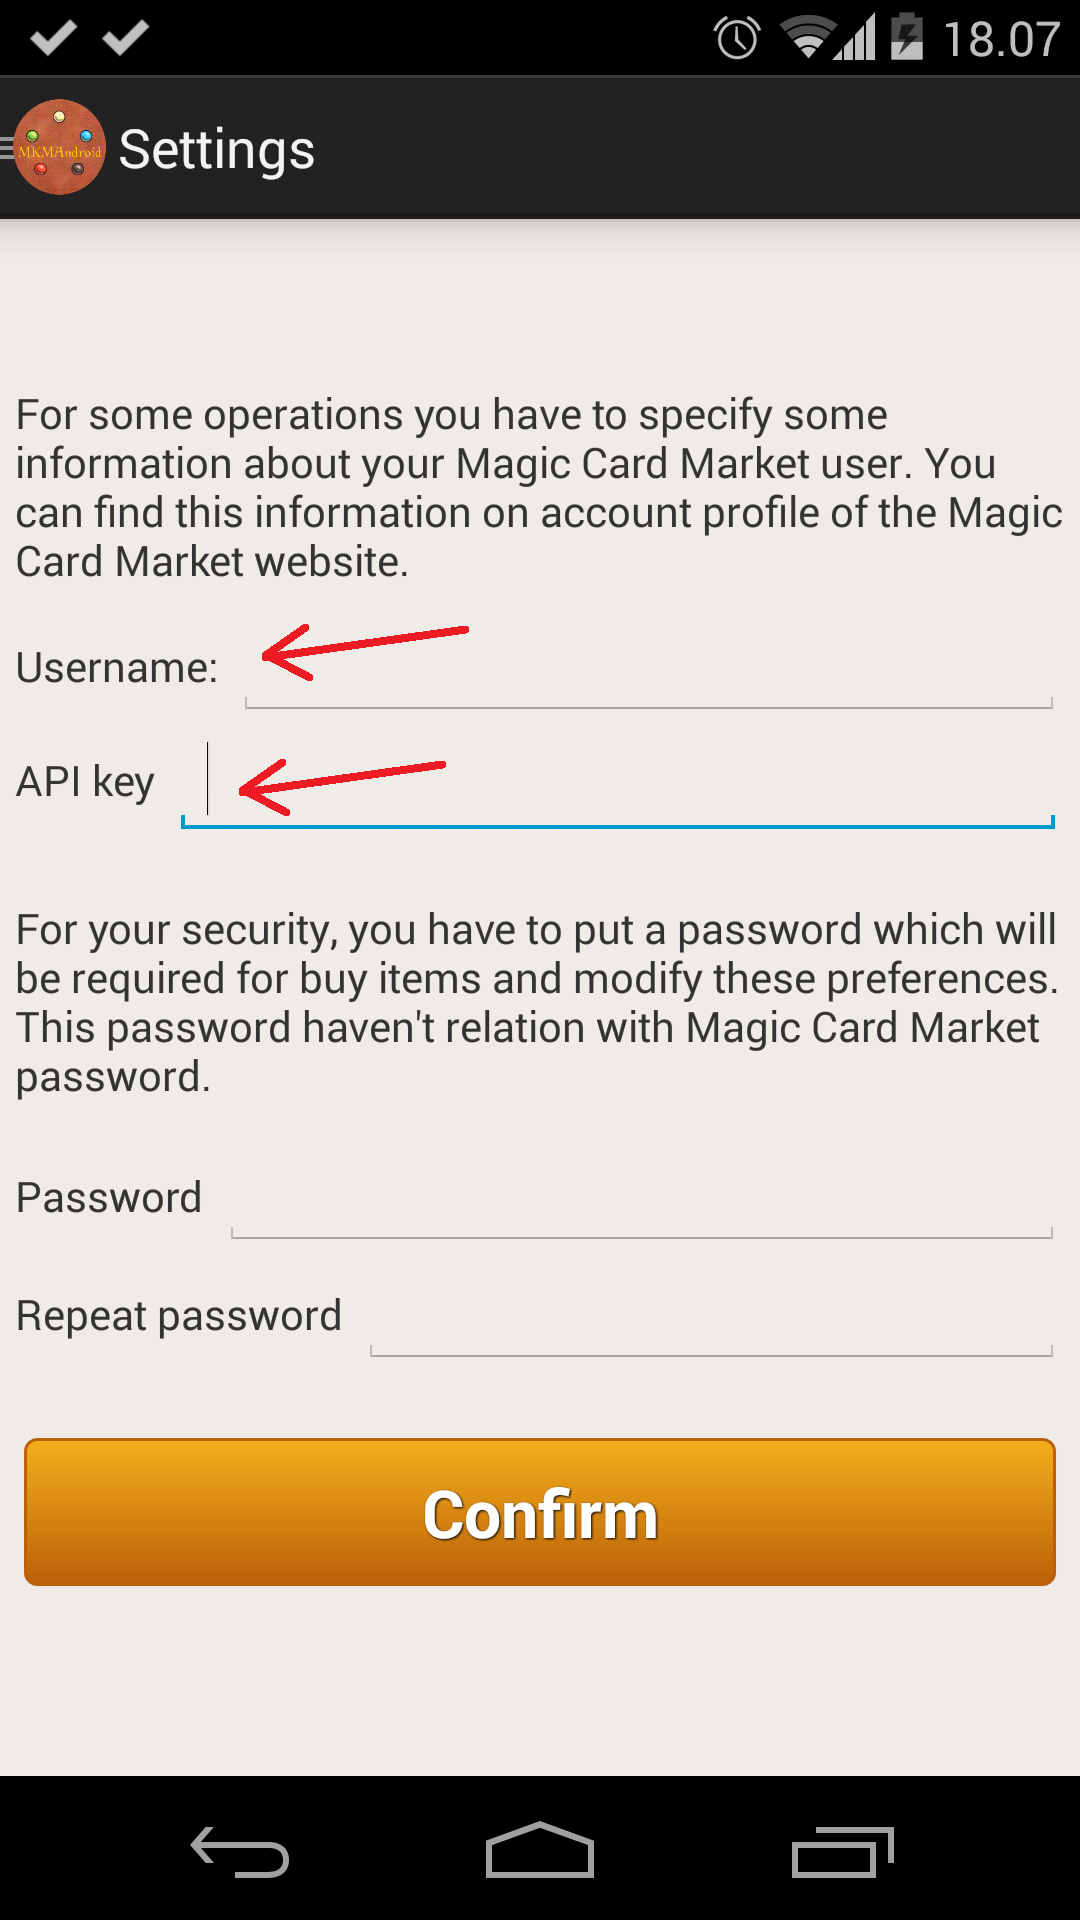 18.07
MKMAndroid
Settings
For some operations you have to specify some
information about your Magic Card Market user. You
can find this information on account profile of the Magic
Card Market website.
Username:
API key
For your security, you have to put a password which will
be required for buy items and modify these preferences.
This password haven't relation with Magic Card Market
password.
Password
Repeat password
Confirm